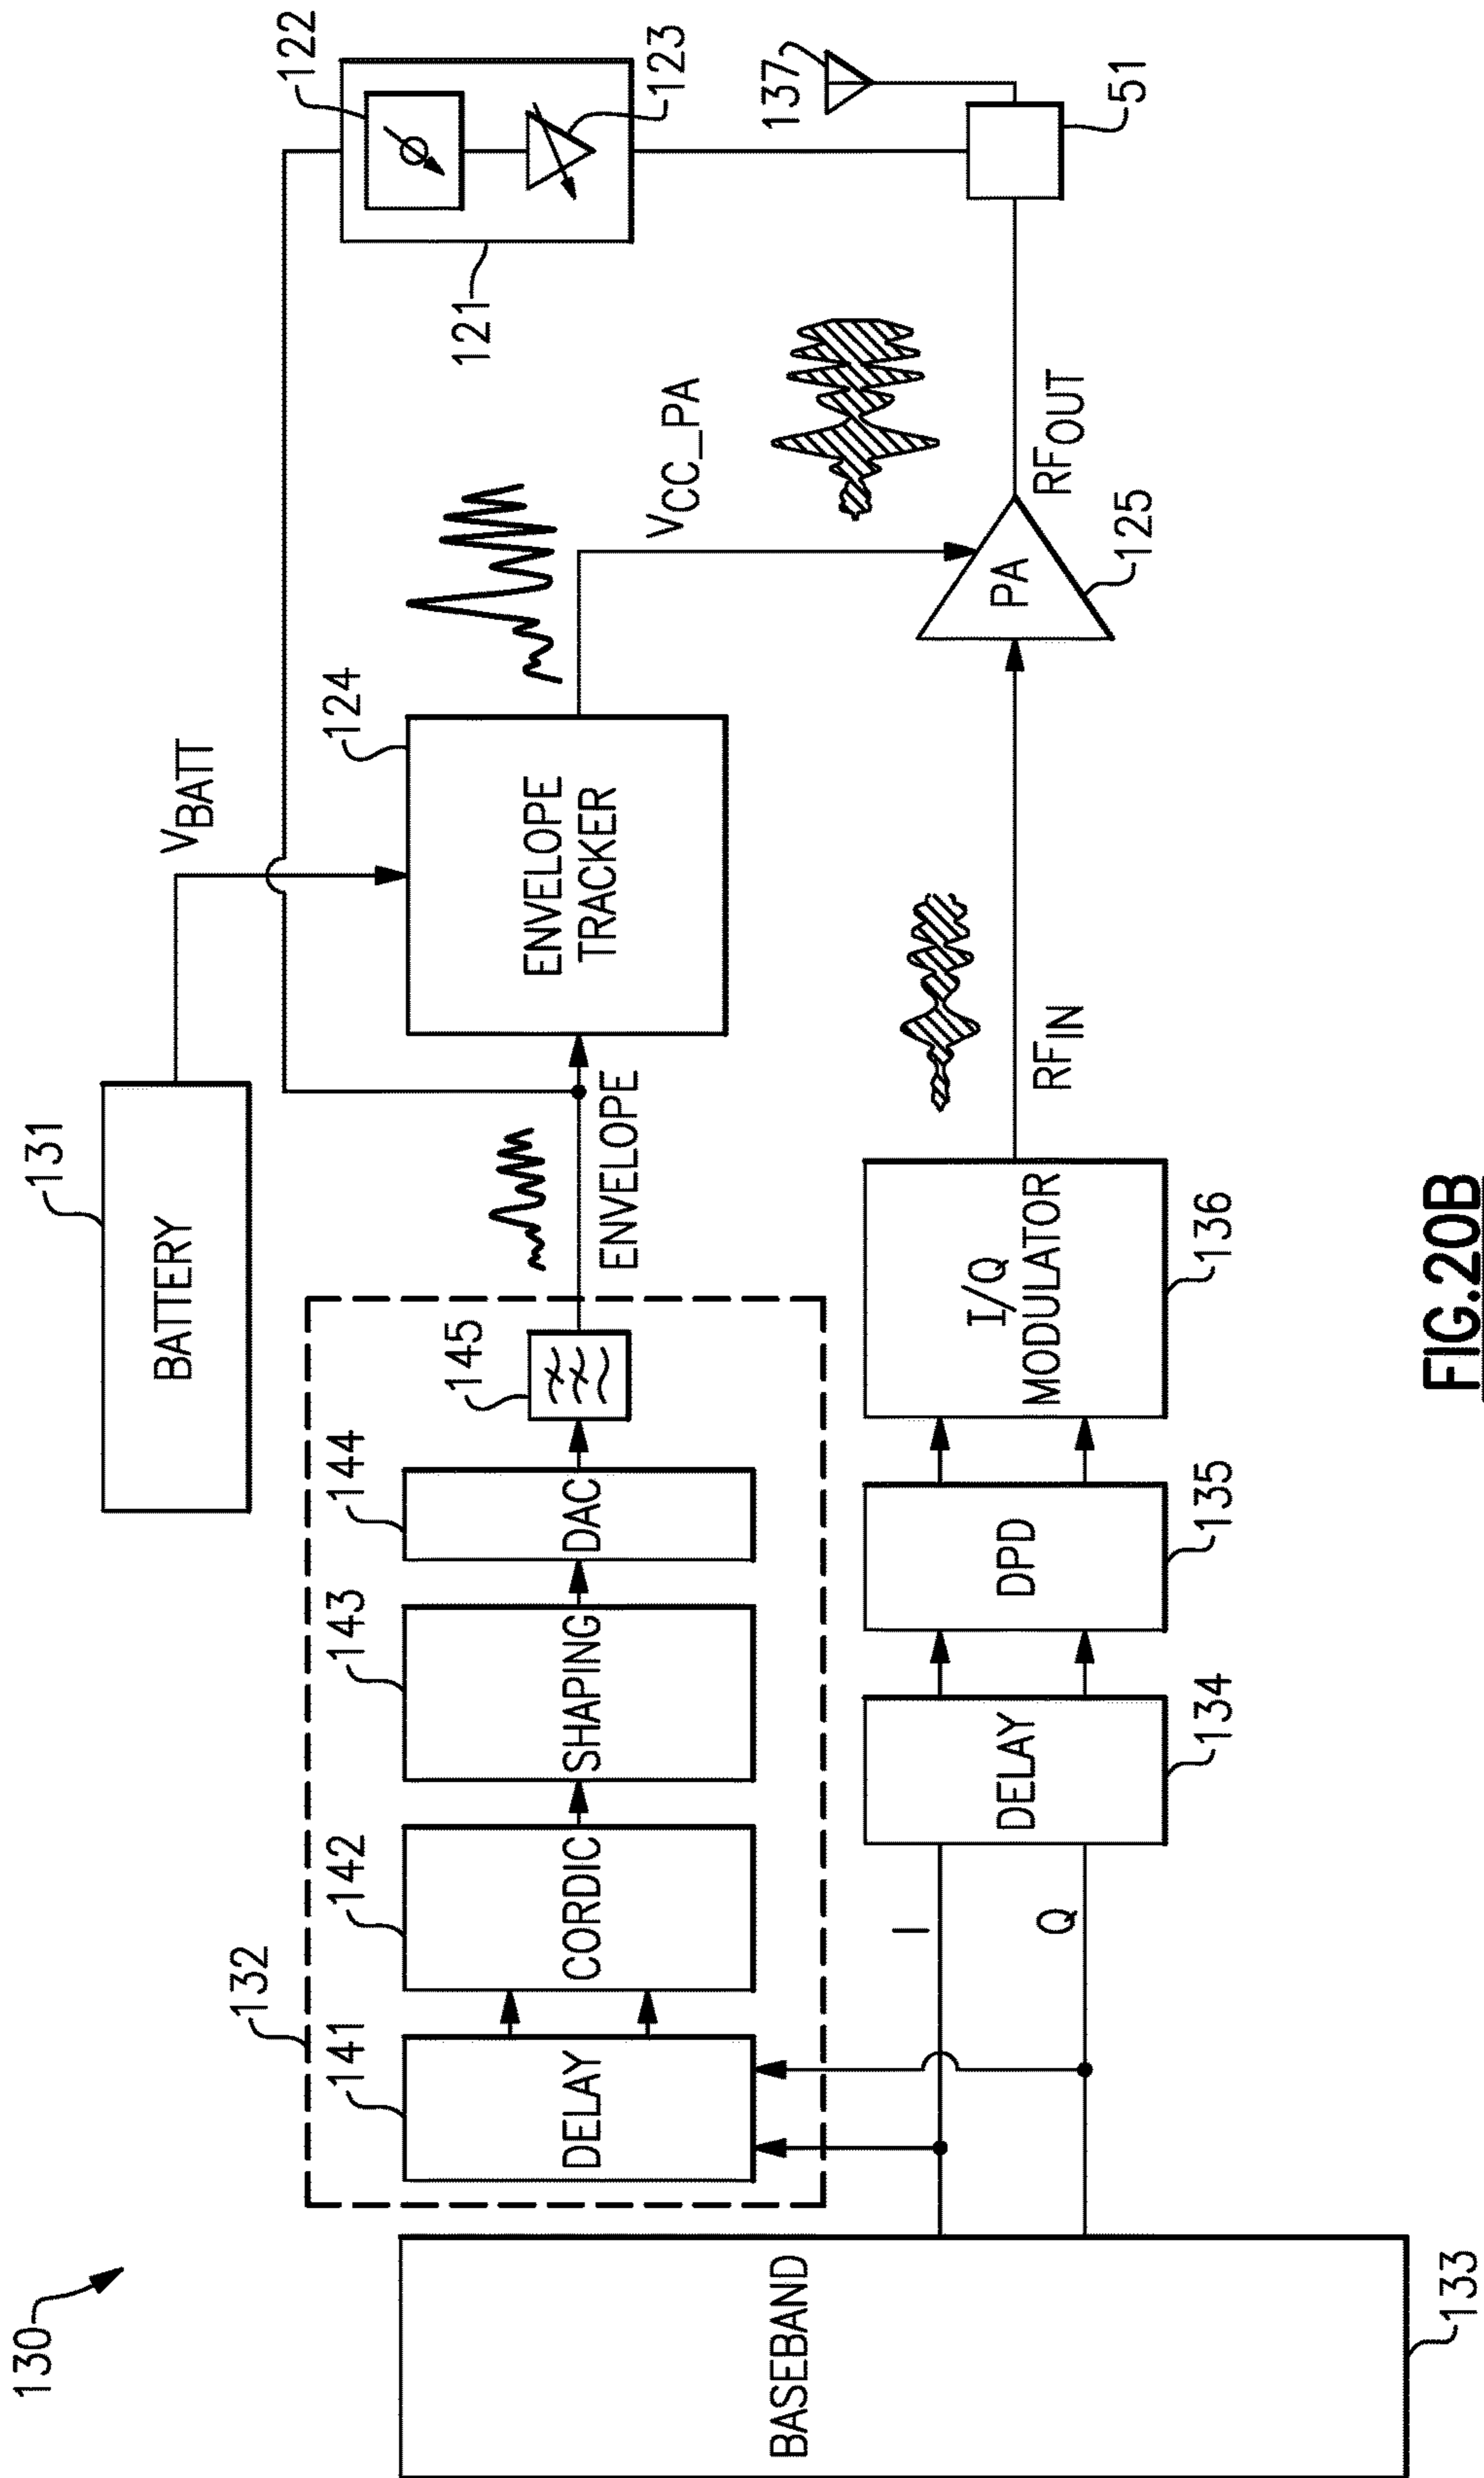 130
131
BATTERY
VBATT
122
123
121
137
51
132
141
DELAY
142
CORDIC
143
SHAPING
144
DAC
145
ENVELOPE
124
ENVELOPE
TRACKER
VCC_PA
BASEBAND
133
I
Q
DELAY
134
DPD
135
I/Q
MODULATOR
136
RFIN
PA
125
RFOUT
FIG.20B